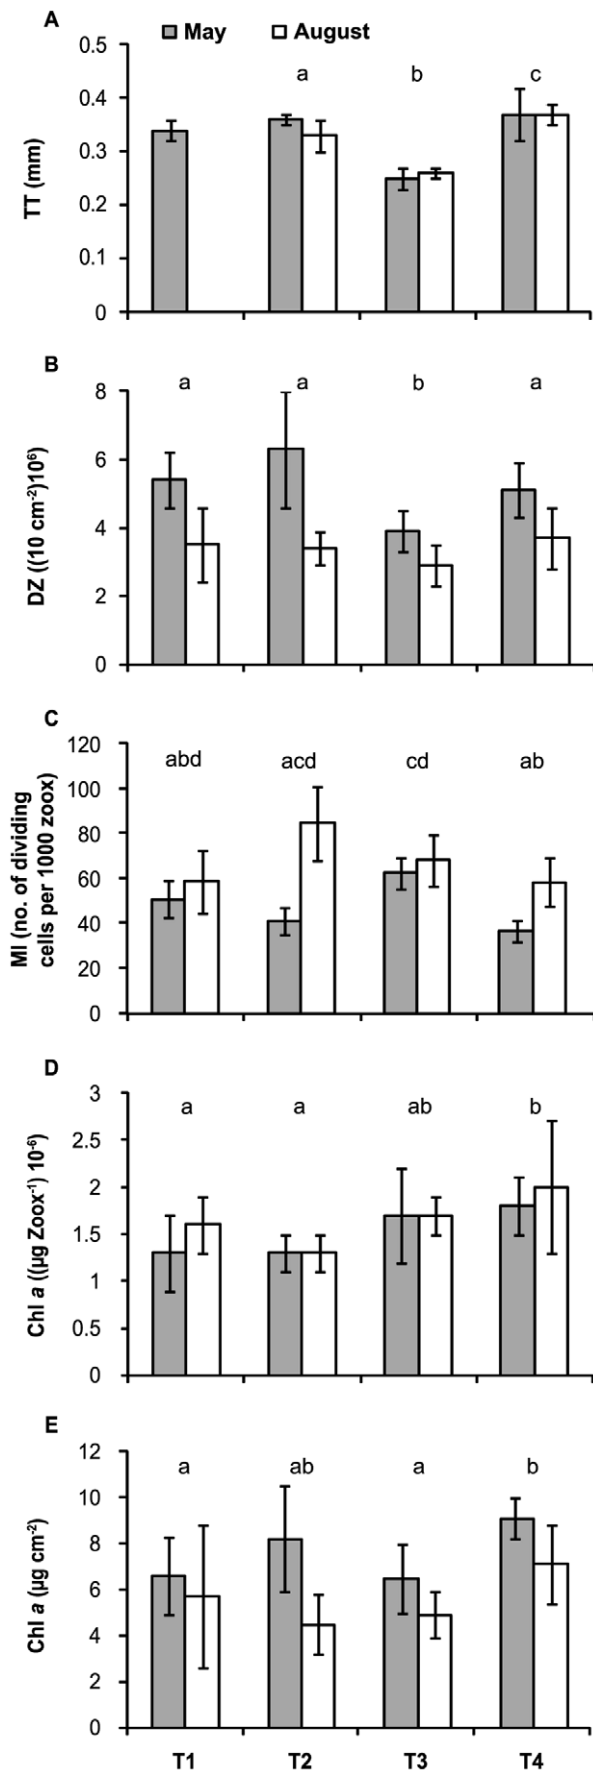 A
May August
0.5
a b c
0.4
0.3
0.2
0.1
0
TT (mm)
B
a a b a
8
6
4
2
0
DZ ((10 cm⁻²)10⁶)
C
120
abd acd cd ab
100
80
60
40
20
0
MI (no. of dividing
cells per 1000 zoox)
D
3
a a ab b
2.5
2
1.5
1
0.5
0
Chl a ((µg Zoox⁻¹) 10⁻⁶)
E
12
a ab a b
10
8
6
4
2
0
Chl a (µg cm⁻²)
T1 T2 T3 T4